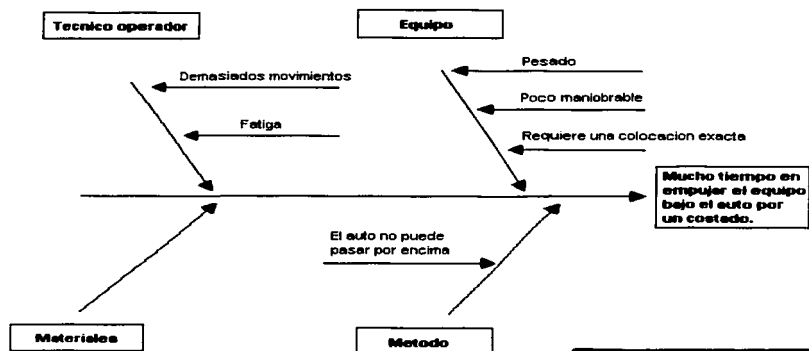 Tecnico operador
Equipo
Demasiados movimientos
Fatiga
Pesado
Poco maniobrable
Requiere una colocacion exacta
Mucho tiempo en
empujar el equipo
bajo el auto por
un costado.
El auto no puede
pasar por encima
Materiales
Metodo